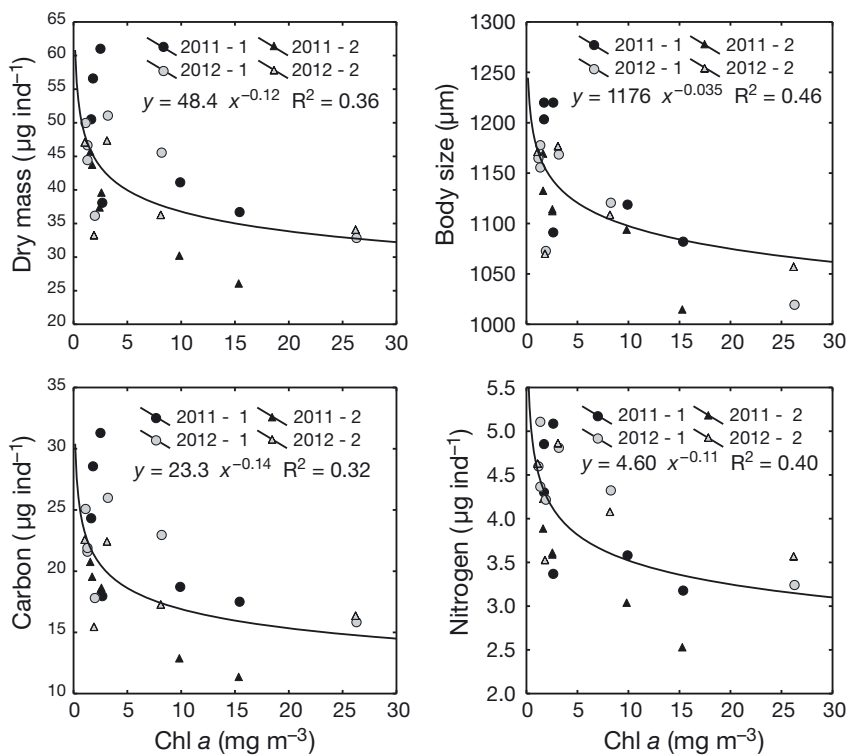 Dry mass (µg ind⁻¹)
65
60
55
50
45
40
35
30
25
20
0 5 10 15 20 25 30
2011 - 1 2011 - 2
2012 - 1 2012 - 2
y = 48.4 x⁻⁰·¹² R² = 0.36
Body size (µm)
1300
1250
1200
1150
1100
1050
1000
0 5 10 15 20 25 30
2011 - 1 2011 - 2
2012 - 1 2012 - 2
y = 1176 x⁻⁰·⁰³⁵ R² = 0.46
Carbon (µg ind⁻¹)
35
30
25
20
15
10
0 5 10 15 20 25 30
2011 - 1 2011 - 2
2012 - 1 2012 - 2
y = 23.3 x⁻⁰·¹⁴ R² = 0.32
Chl a (mg m⁻³)
Nitrogen (µg ind⁻¹)
5.5
5.0
4.5
4.0
3.5
3.0
2.5
2.0
0 5 10 15 20 25 30
2011 - 1 2011 - 2
2012 - 1 2012 - 2
y = 4.60 x⁻⁰·¹¹ R² = 0.40
Chl a (mg m⁻³)